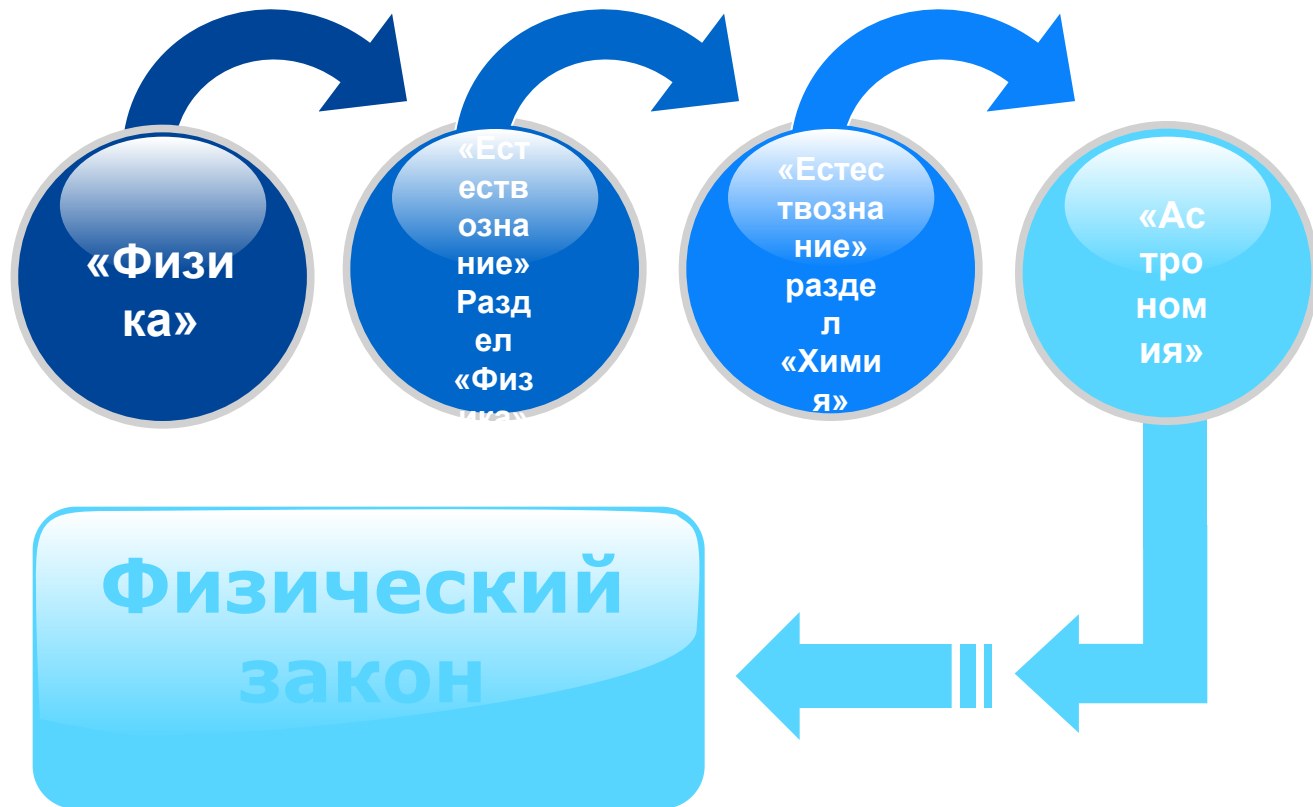 «Физи
ка»
«Ест
еств
озна
ние»
Разд
ел
«Физ
ика»
«Естес
твозна
ние»
разде
л
«Хими
я»
«Ас
тро
ном
ия»
Физический
закон